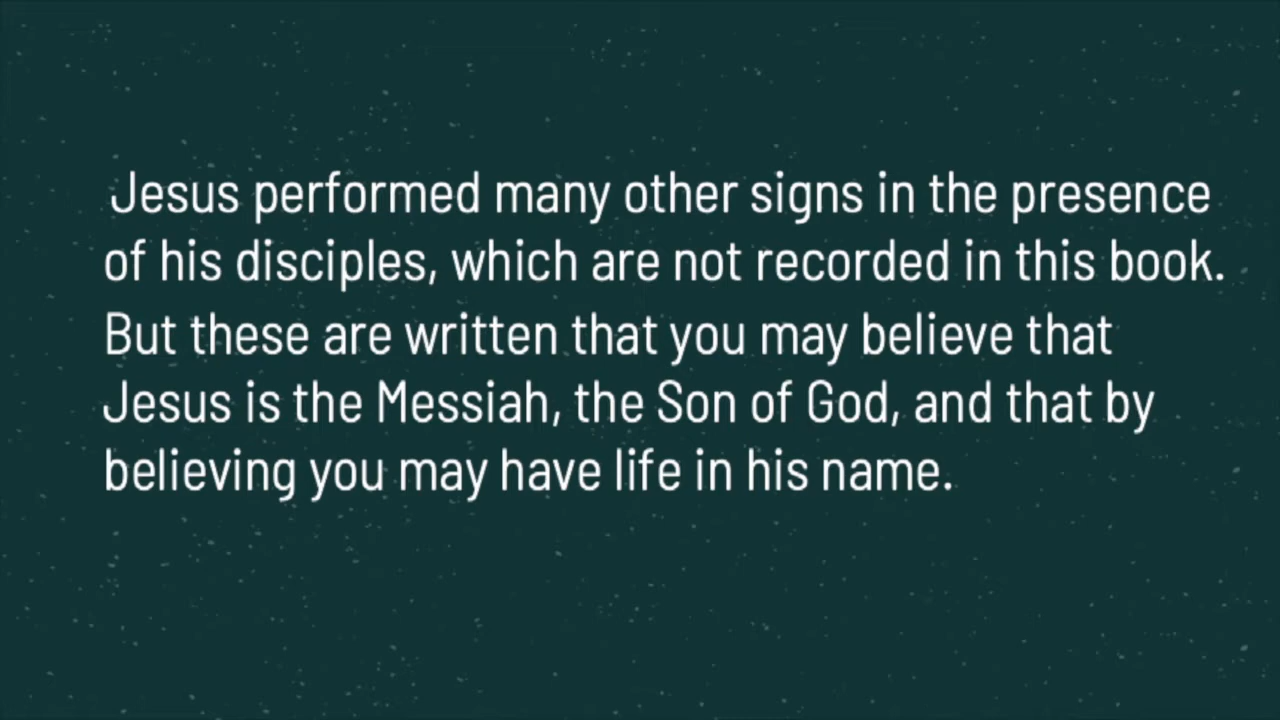 Jesus performed many other signs in the presence
of his disciples, which are not recorded in this book.
But these are written that you may believe that
Jesus is the Messiah, the Son of God, and that by
believing you may have life in his name.